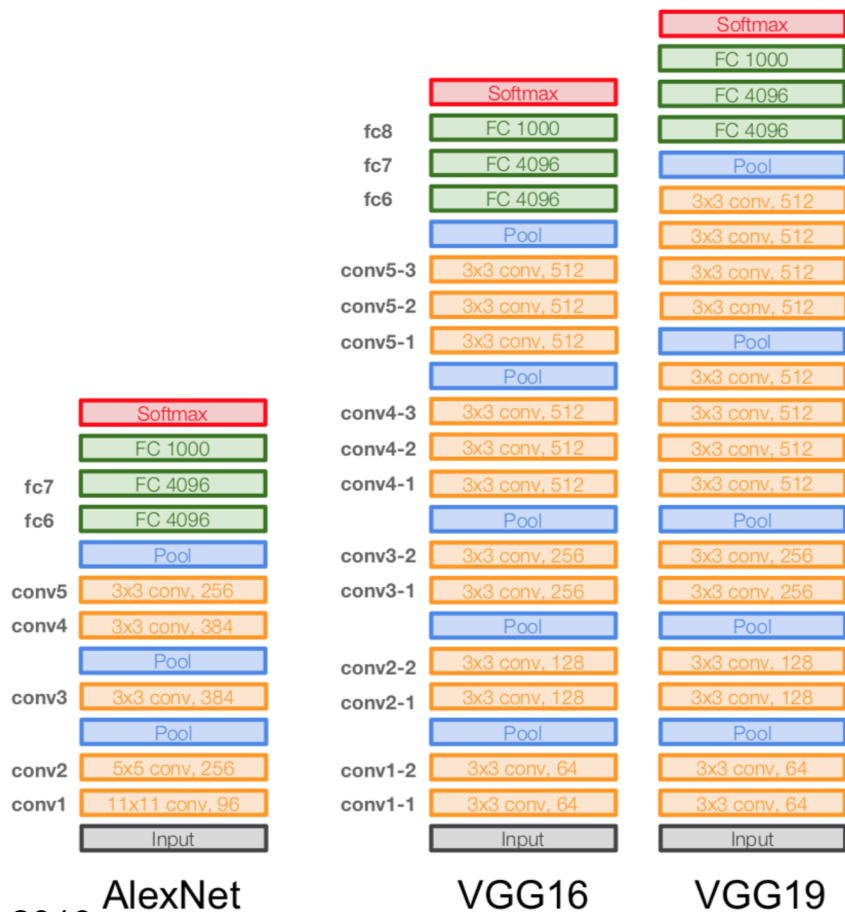 Softmax
FC 1000
FC 4096
FC 4096
Pool
3x3 conv, 512
3x3 conv, 512
3x3 conv, 512
3x3 conv, 512
Pool
3x3 conv, 512
3x3 conv, 512
3x3 conv, 512
3x3 conv, 512
Pool
3x3 conv, 256
3x3 conv, 256
Pool
3x3 conv, 128
3x3 conv, 128
Pool
3x3 conv, 64
3x3 conv, 64
Input
VGG19
Softmax
fc8 FC 1000
fc7 FC 4096
fc6 FC 4096
Pool
conv5-3 3x3 conv, 512
conv5-2 3x3 conv, 512
conv5-1 3x3 conv, 512
Pool
conv4-3 3x3 conv, 512
conv4-2 3x3 conv, 512
conv4-1 3x3 conv, 512
Pool
conv3-2 3x3 conv, 256
conv3-1 3x3 conv, 256
Pool
conv2-2 3x3 conv, 128
conv2-1 3x3 conv, 128
Pool
conv1-2 3x3 conv, 64
conv1-1 3x3 conv, 64
Input
VGG16
Softmax
FC 1000
fc7 FC 4096
fc6 FC 4096
Pool
conv5 3x3 conv, 256
conv4 3x3 conv, 384
Pool
conv3 3x3 conv, 384
Pool
conv2 5x5 conv, 256
conv1 11x11 conv, 96
Input
AlexNet